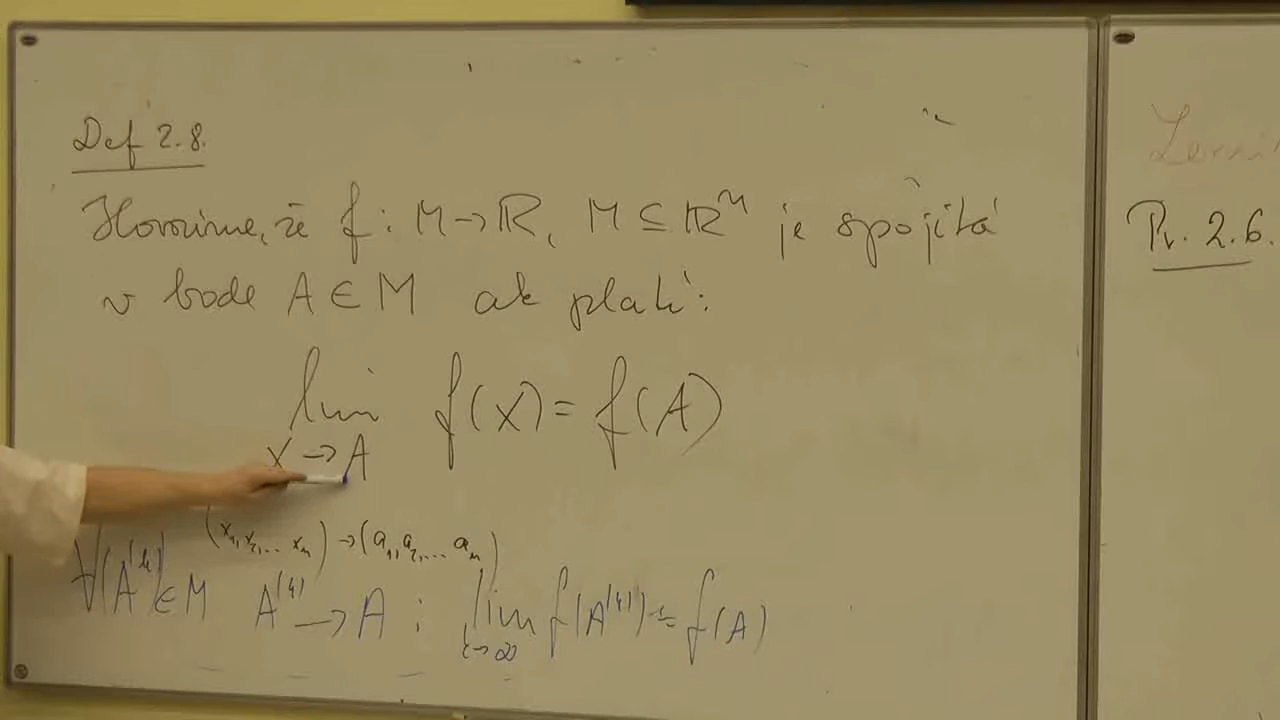 Def 2.8.
Hovoríme, že f : M → ℝ, M ⊆ ℝⁿ je spojitá
v bode A ∈ M ak platí:
lim f(X) = f(A)
X → A
(x₁, x₂, ... xₙ) → (a₁, a₂, ... aₙ)
∀(A⁽ᵏ⁾) ∈ M A⁽ᵏ⁾ → A : lim f(A⁽ᵏ⁾) = f(A)
→ ∞
Pr. 2.6.